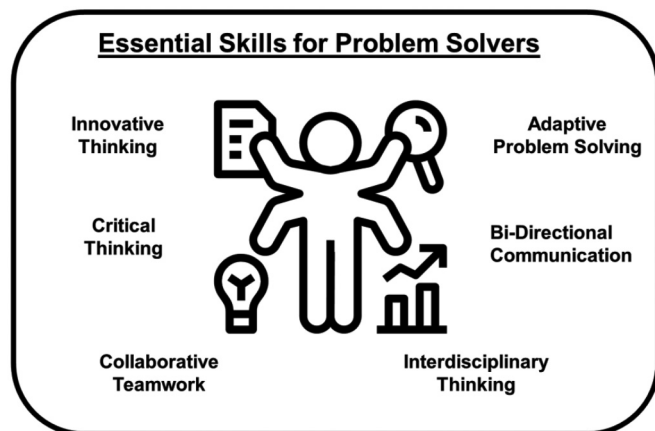 Essential Skills for Problem Solvers
Innovative
Thinking
Adaptive
Problem Solving
Critical
Thinking
Bi-Directional
Communication
Collaborative
Teamwork
Interdisciplinary
Thinking